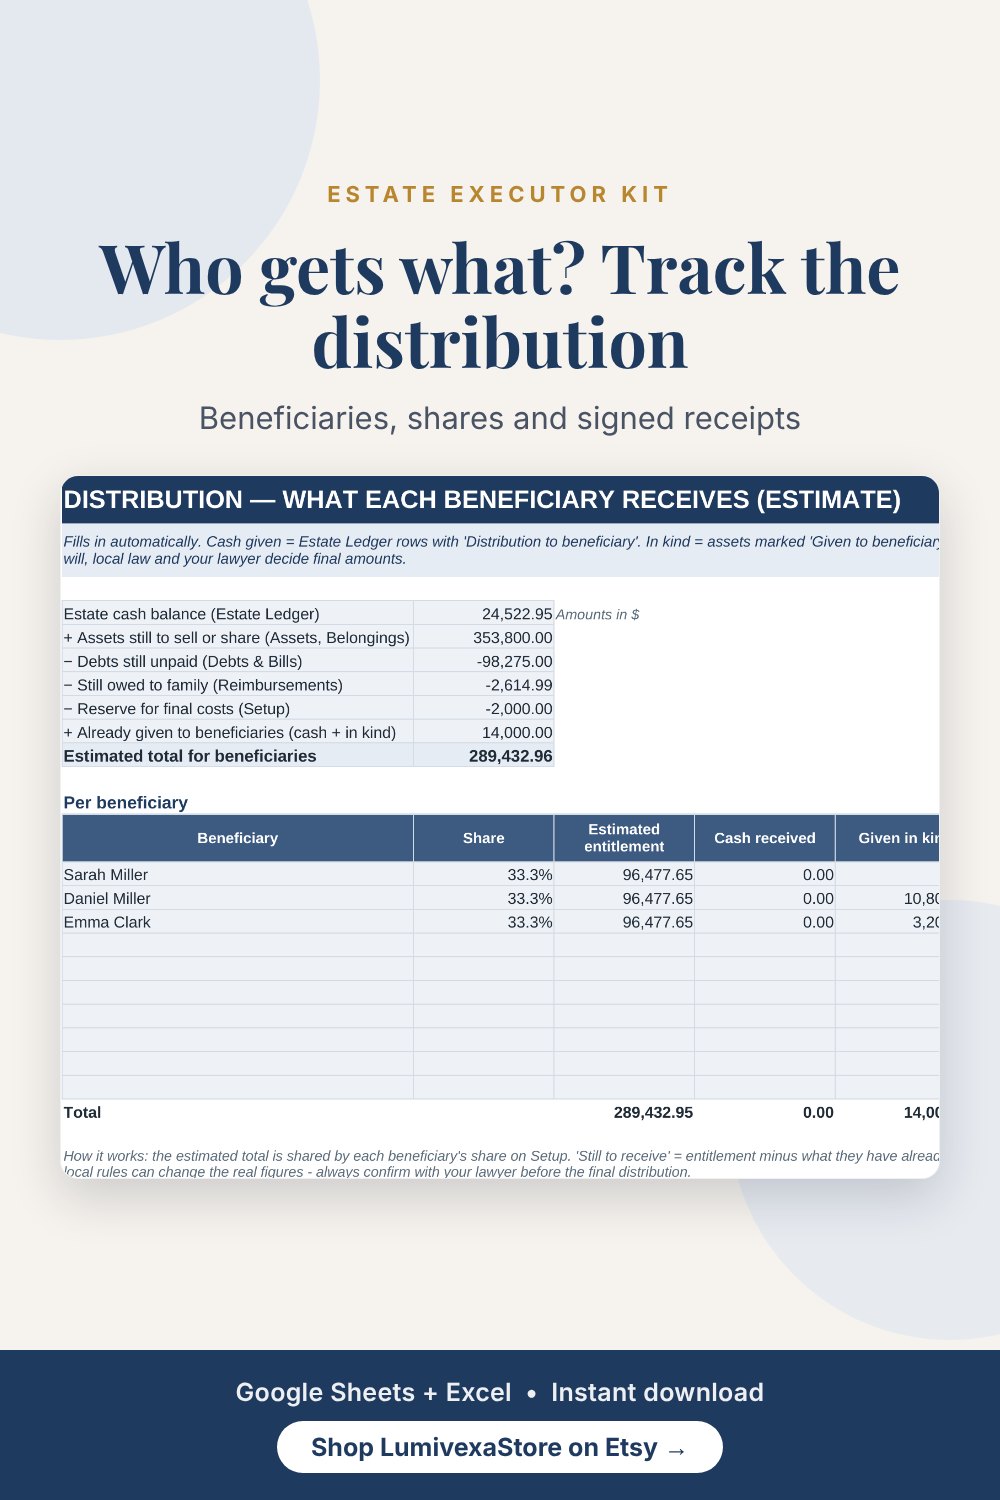 ESTATE EXECUTOR KIT
Who gets what? Track the
distribution
Beneficiaries, shares and signed receipts
DISTRIBUTION — WHAT EACH BENEFICIARY RECEIVES (ESTIMATE)
Fills in automatically. Cash given = Estate Ledger rows with 'Distribution to beneficiary'. In kind = assets marked 'Given to beneficiary
will, local law and your lawyer decide final amounts.
Estate cash balance (Estate Ledger) 24,522.95 Amounts in $
+ Assets still to sell or share (Assets, Belongings) 353,800.00
− Debts still unpaid (Debts & Bills) -98,275.00
− Still owed to family (Reimbursements) -2,614.99
− Reserve for final costs (Setup) -2,000.00
+ Already given to beneficiaries (cash + in kind) 14,000.00
Estimated total for beneficiaries 289,432.96
Per beneficiary
Beneficiary Share Estimated entitlement Cash received Given in kin
Sarah Miller 33.3% 96,477.65 0.00
Daniel Miller 33.3% 96,477.65 0.00 10,80
Emma Clark 33.3% 96,477.65 0.00 3,20
Total 289,432.95 0.00 14,00
How it works: the estimated total is shared by each beneficiary's share on Setup. 'Still to receive' = entitlement minus what they have alread
local rules can change the real figures - always confirm with your lawyer before the final distribution.
Google Sheets + Excel • Instant download
Shop LumivexaStore on Etsy →